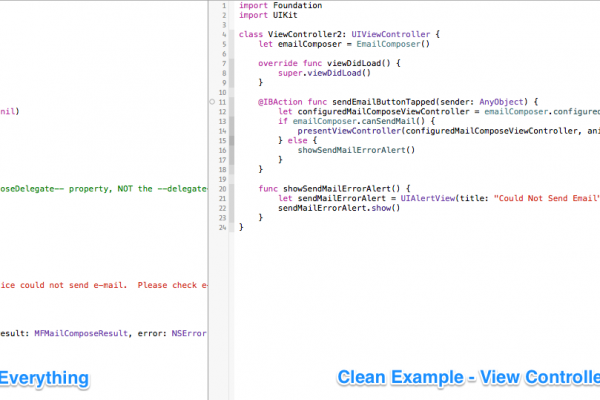 nil)
oseDelegate-- property, NOT the --delegate
ice could not send e-mail.  Please check e
esult: MFMailComposeResult, error: NSError
Everything
1 import Foundation
2 import UIKit
3
4 class ViewController2: UIViewController {
5     let emailComposer = EmailComposer()
6
7     override func viewDidLoad() {
8         super.viewDidLoad()
9     }
10
11     @IBAction func sendEmailButtonTapped(sender: AnyObject) {
12         let configuredMailComposeViewController = emailComposer.configured
13         if emailComposer.canSendMail() {
14             presentViewController(configuredMailComposeViewController, ani
15         } else {
16             showSendMailErrorAlert()
17         }
18     }
19
20     func showSendMailErrorAlert() {
21         let sendMailErrorAlert = UIAlertView(title: "Could Not Send Email"
22         sendMailErrorAlert.show()
23     }
24 }
Clean Example - View Controlle